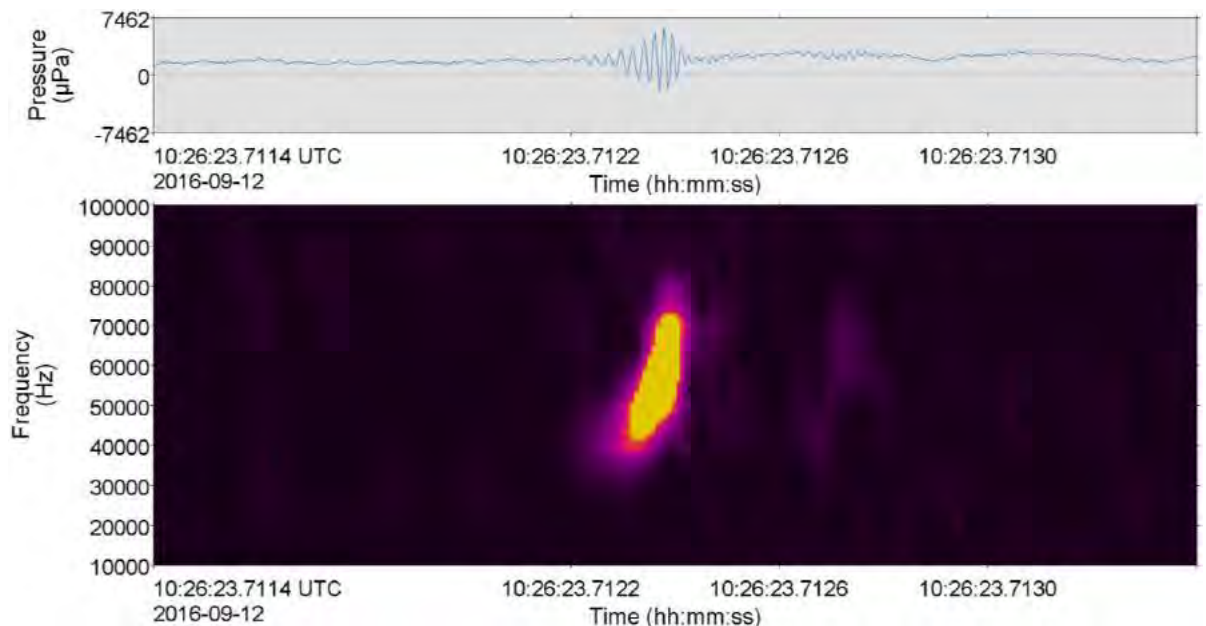 7462
Pressure
(µPa)
0
-7462
10:26:23.7114 UTC
2016-09-12
10:26:23.7122
10:26:23.7126
10:26:23.7130
Time (hh:mm:ss)
100000
90000
80000
70000
60000
50000
40000
30000
20000
10000
Frequency
(Hz)
10:26:23.7114 UTC
2016-09-12
10:26:23.7122
10:26:23.7126
10:26:23.7130
Time (hh:mm:ss)